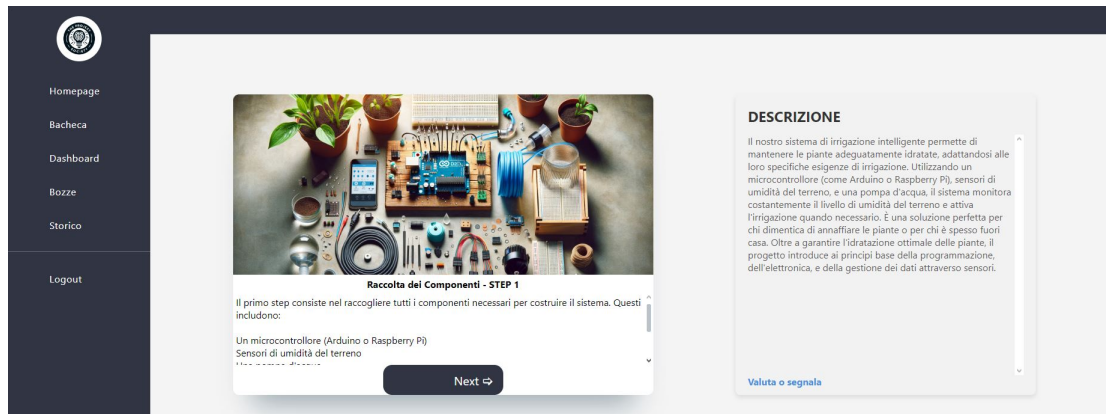 Homepage
Bacheca
Dashboard
Bozze
Storico
Logout
Raccolta dei Componenti - STEP 1
Il primo step consiste nel raccogliere tutti i componenti necessari per costruire il sistema. Questi
includono:
Un microcontrollore (Arduino o Raspberry Pi)
Sensori di umidità del terreno
Next ⇨
DESCRIZIONE
Il nostro sistema di irrigazione intelligente permette di
mantenere le piante adeguatamente idratate, adattandosi alle
loro specifiche esigenze di irrigazione. Utilizzando un
microcontrollore (come Arduino o Raspberry Pi), sensori di
umidità del terreno, e una pompa d'acqua, il sistema monitora
costantemente il livello di umidità del terreno e attiva
l'irrigazione quando necessario. È una soluzione perfetta per
chi dimentica di annaffiare le piante o per chi è spesso fuori
casa. Oltre a garantire l'idratazione ottimale delle piante, il
progetto introduce ai principi base della programmazione,
dell'elettronica, e della gestione dei dati attraverso sensori.
Valuta o segnala